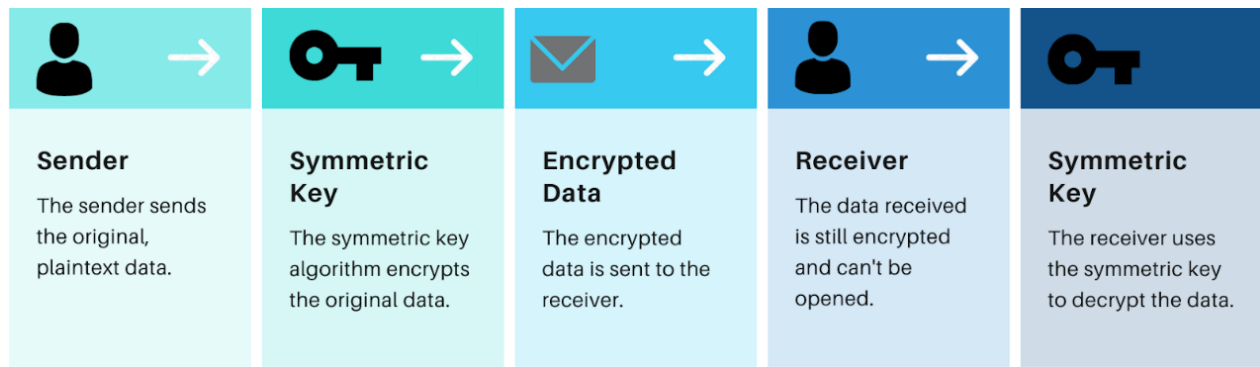 Sender
The sender sends
the original,
plaintext data.
Symmetric
Key
The symmetric key
algorithm encrypts
the original data.
Encrypted
Data
The encrypted
data is sent to the
receiver.
Receiver
The data received
is still encrypted
and can't be
opened.
Symmetric
Key
The receiver uses
the symmetric key
to decrypt the data.